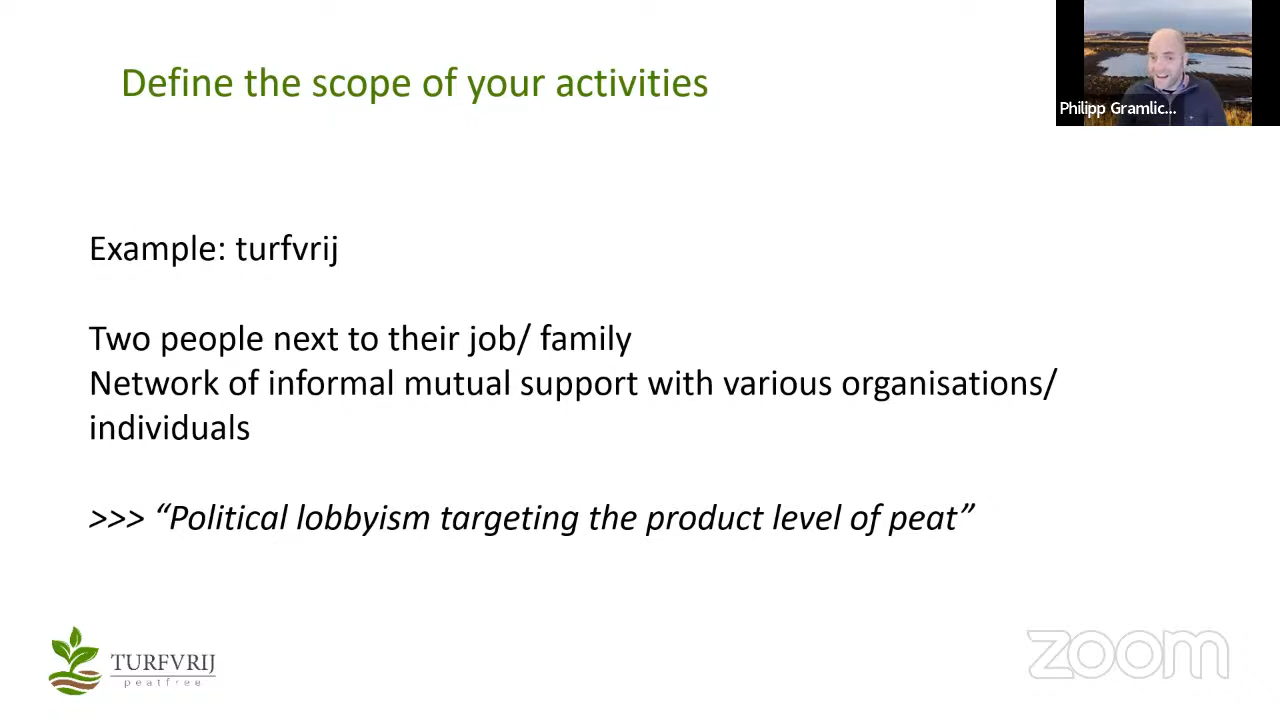 Define the scope of your activities
Philipp Gramlic...
Example: turfvrij
Two people next to their job/ family
Network of informal mutual support with various organisations/
individuals
>>> “Political lobbyism targeting the product level of peat”
TURFVRIJ
peatfree
zoom